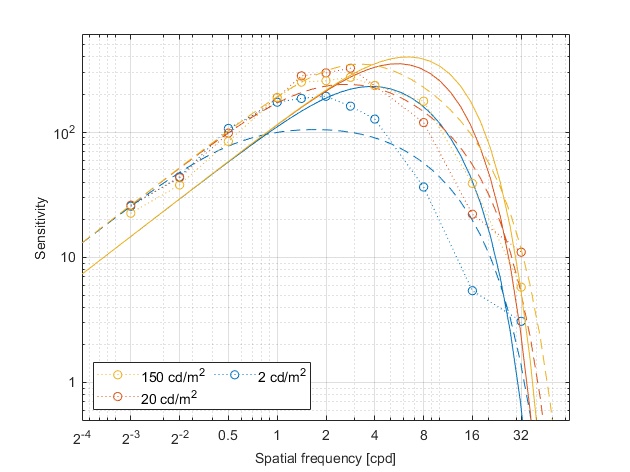 Sensitivity
10²
10
1
150 cd/m²
2 cd/m²
20 cd/m²
2⁻⁴ 2⁻³ 2⁻² 0.5 1 2 4 8 16 32
Spatial frequency [cpd]